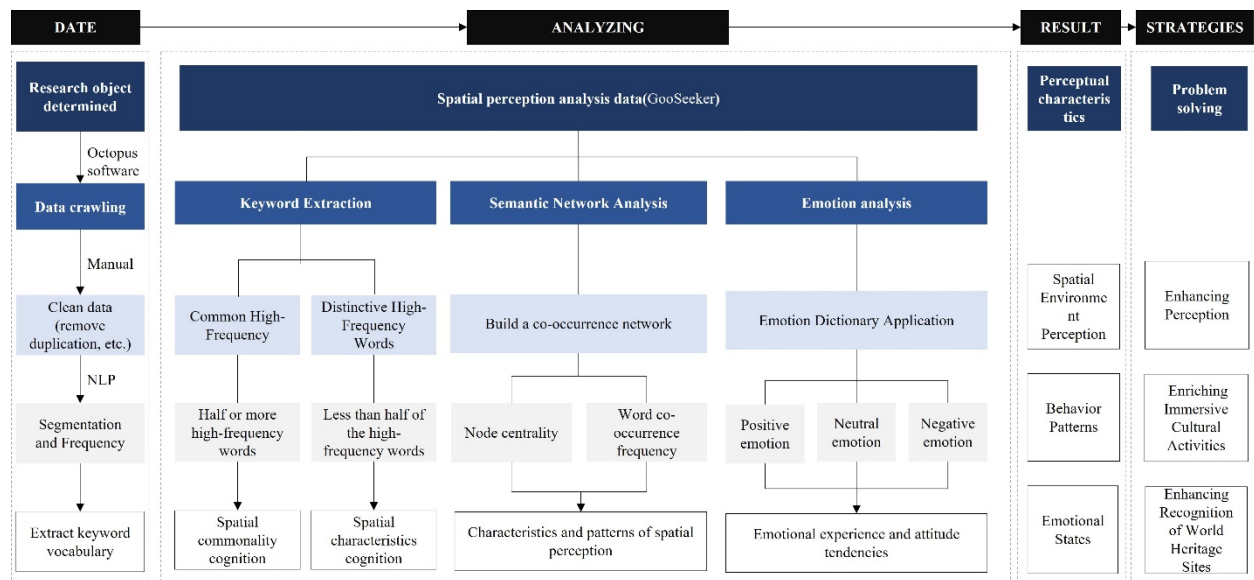 DATE
ANALYZING
RESULT
STRATEGIES
Research object
determined
Octopus
software
Data crawling
Manual
Clean data
(remove
duplication, etc.)
NLP
Segmentation
and Frequency
Extract keyword
vocabulary
Spatial perception analysis data(GooSeeker)
Keyword Extraction
Common High-
Frequency
Half or more
high-frequency
words
Spatial
commonality
cognition
Distinctive High-
Frequency
Words
Less than half of
the high-
frequency words
Spatial
characteristics
cognition
Semantic Network Analysis
Build a co-occurrence network
Node centrality
Word co-
occurrence
frequency
Characteristics and patterns of spatial
perception
Emotion analysis
Emotion Dictionary Application
Positive
emotion
Neutral
emotion
Negative
emotion
Emotional experience and attitude
tendencies
Perceptual
characteris
tics
Spatial
Environme
nt
Perception
Behavior
Patterns
Emotional
States
Problem
solving
Enhancing
Perception
Enriching
Immersive
Cultural
Activities
Enhancing
Recognition
of World
Heritage
Sites